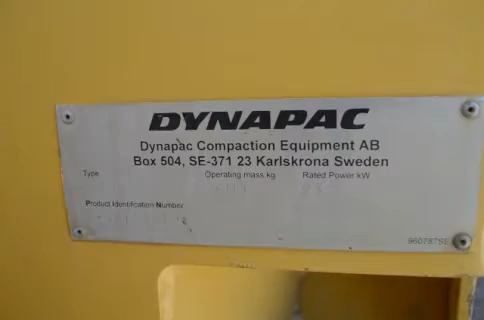 DYNAPAC
Dynapac Compaction Equipment AB
Box 504, SE-371 23 Karlskrona Sweden
Type Operating mass kg Rated Power kW
Product Identification Number
960787SE